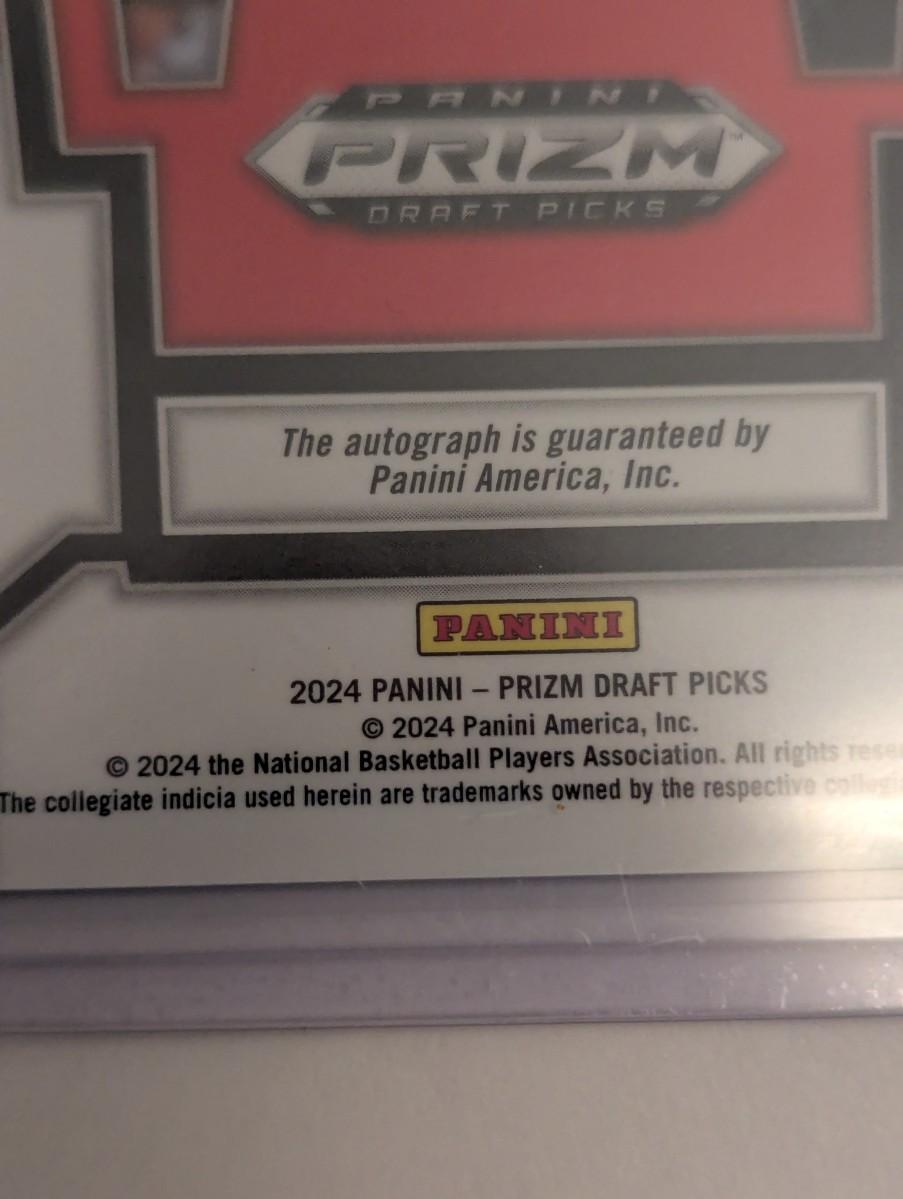 PANINI
PRIZM™
DRAFT PICKS
The autograph is guaranteed by
Panini America, Inc.
PANINI
2024 PANINI – PRIZM DRAFT PICKS
© 2024 Panini America, Inc.
© 2024 the National Basketball Players Association. All rights
The collegiate indicia used herein are trademarks owned by the respective